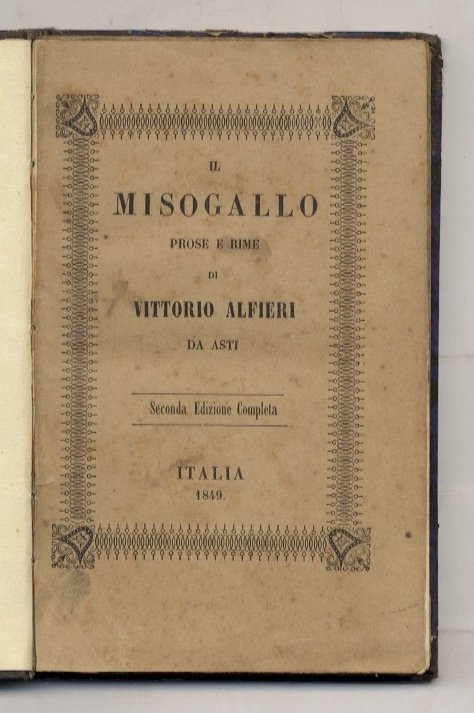 IL
MISOGALLO
PROSE E RIME
DI
VITTORIO ALFIERI
DA ASTI
Seconda Edizione Completa
ITALIA
1849.